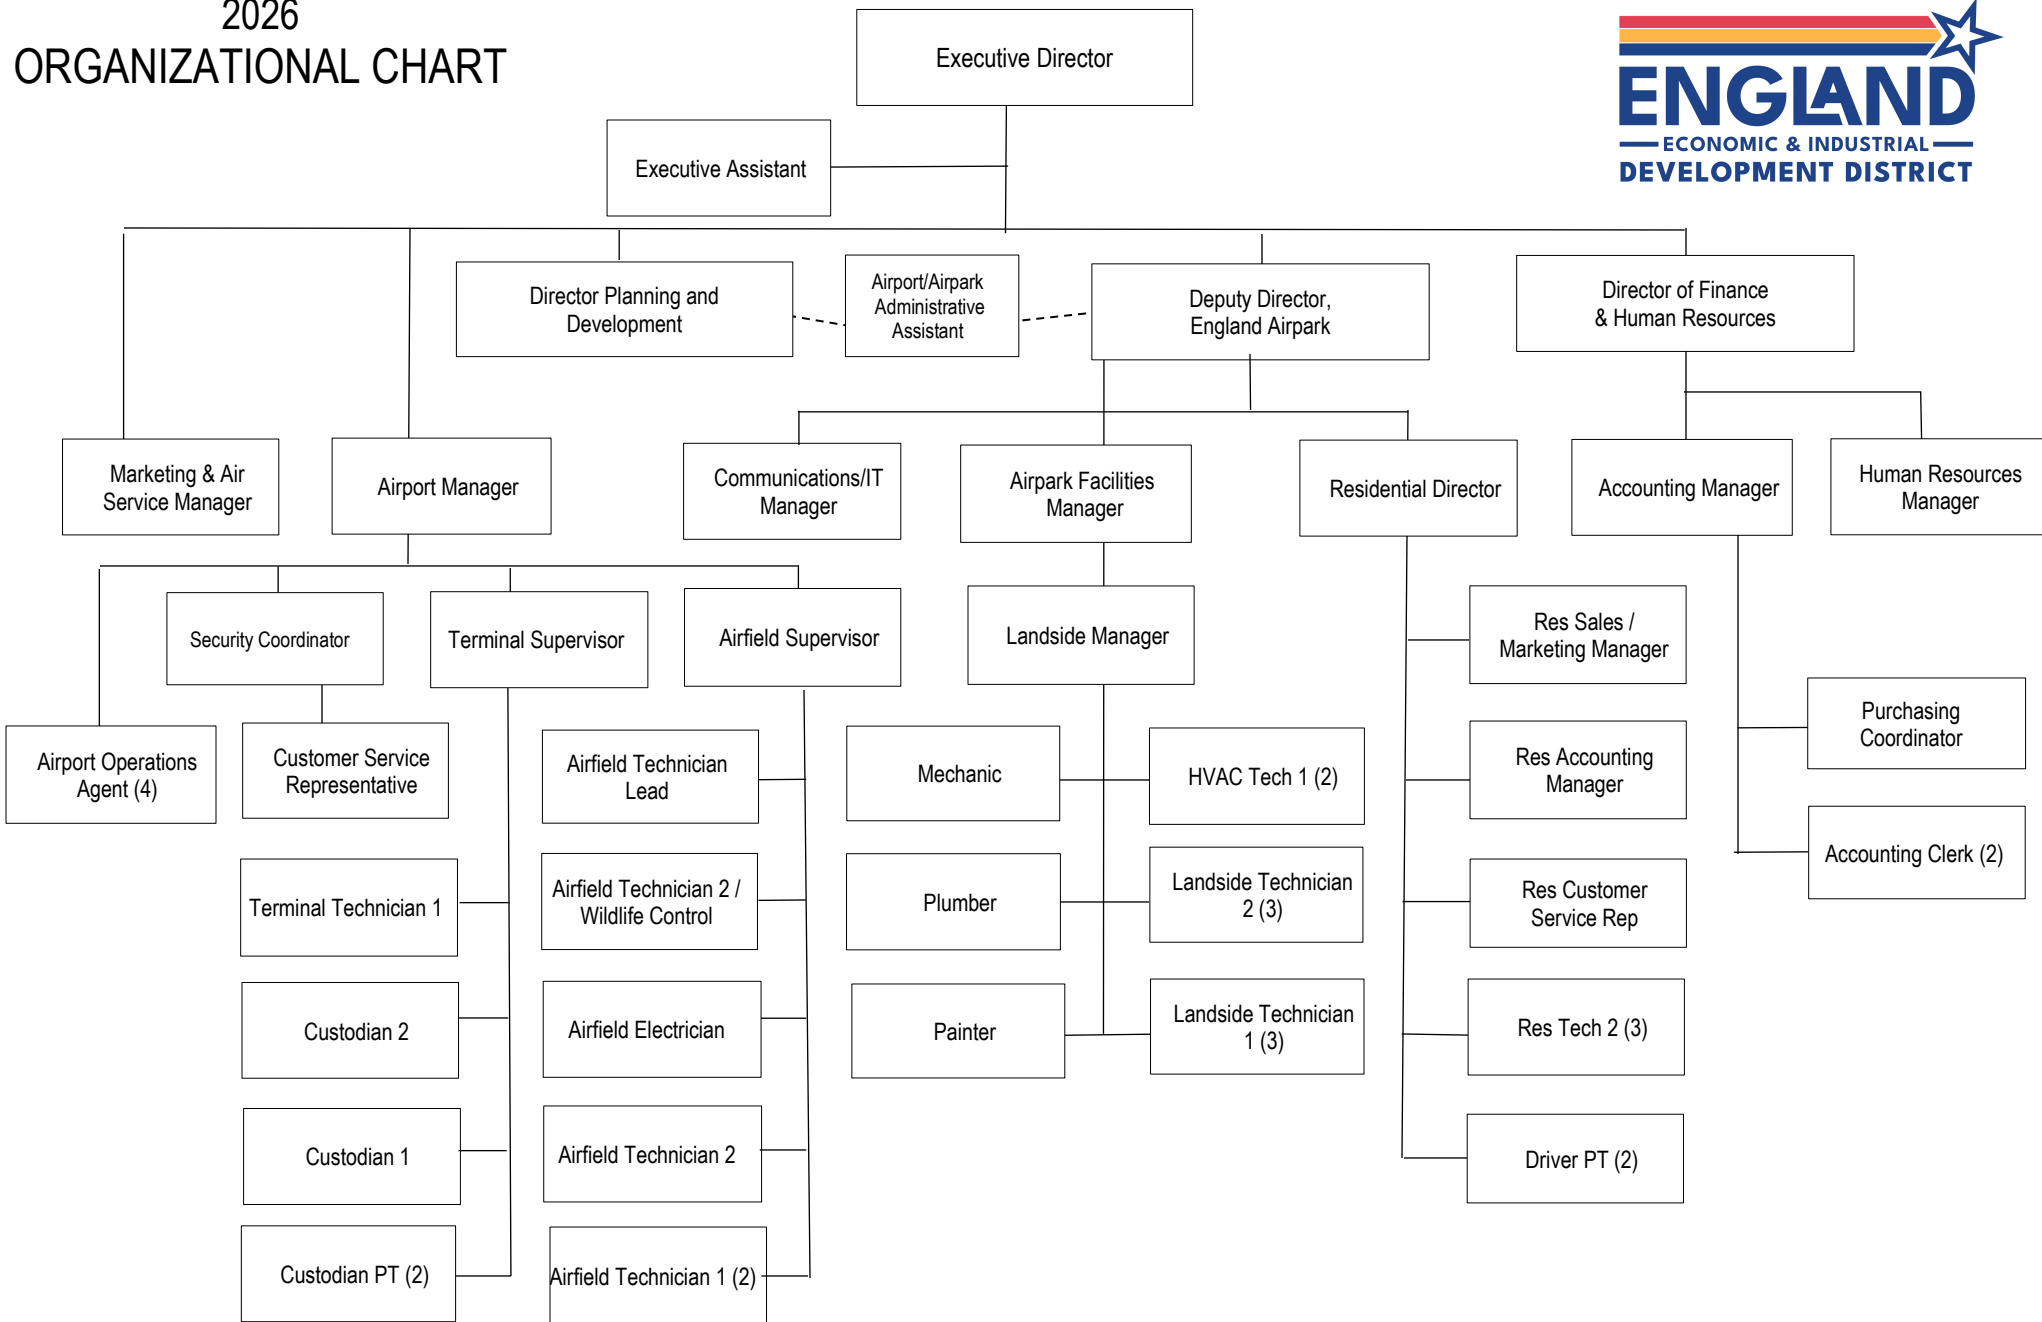 2026
ORGANIZATIONAL CHART
Executive Director
ENGLAND
ECONOMIC & INDUSTRIAL
DEVELOPMENT DISTRICT
Executive Assistant
Director Planning and
Development
Airport/Airpark
Administrative
Assistant
Deputy Director,
England Airpark
Director of Finance
& Human Resources
Marketing & Air
Service Manager
Airport Manager
Communications/IT
Manager
Airpark Facilities
Manager
Residential Director
Accounting Manager
Human Resources
Manager
Security Coordinator
Terminal Supervisor
Airfield Supervisor
Landside Manager
Res Sales /
Marketing Manager
Airport Operations
Agent (4)
Customer Service
Representative
Airfield Technician
Lead
Mechanic
HVAC Tech 1 (2)
Res Accounting
Manager
Purchasing
Coordinator
Terminal Technician 1
Airfield Technician 2 /
Wildlife Control
Plumber
Landside Technician
2 (3)
Res Customer
Service Rep
Accounting Clerk (2)
Custodian 2
Airfield Electrician
Painter
Landside Technician
1 (3)
Res Tech 2 (3)
Custodian 1
Airfield Technician 2
Driver PT (2)
Custodian PT (2)
Airfield Technician 1 (2)